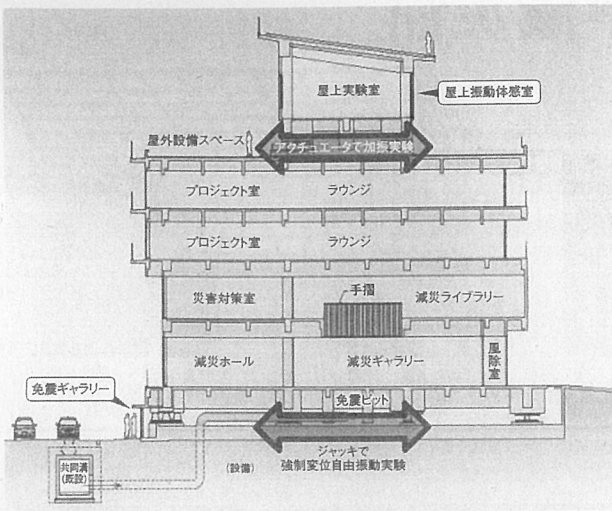 屋上実験室
屋上振動体感室
屋外設備スペース
アクチュエータで加振実験
プロジェクト室
ラウンジ
プロジェクト室
ラウンジ
災害対策室
手摺
減災ライブラリー
減災ホール
減災ギャラリー
風除室
免震ギャラリー
免震ピット
ジャッキで
強制変位自由振動実験
(設備)
共同溝
(既設)